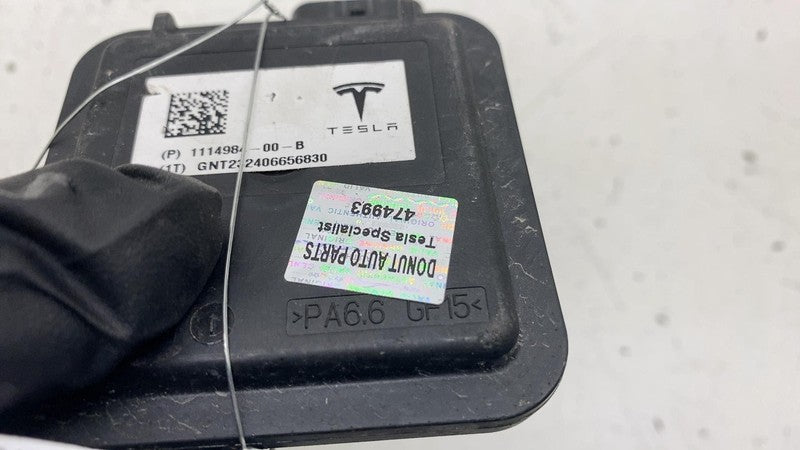 TESLA
(P) 1114984-00-B
(1T) GNT232406656830
DONUT AUTO PARTS
Tesla Specialist
474993
>PA6.6 GF15<